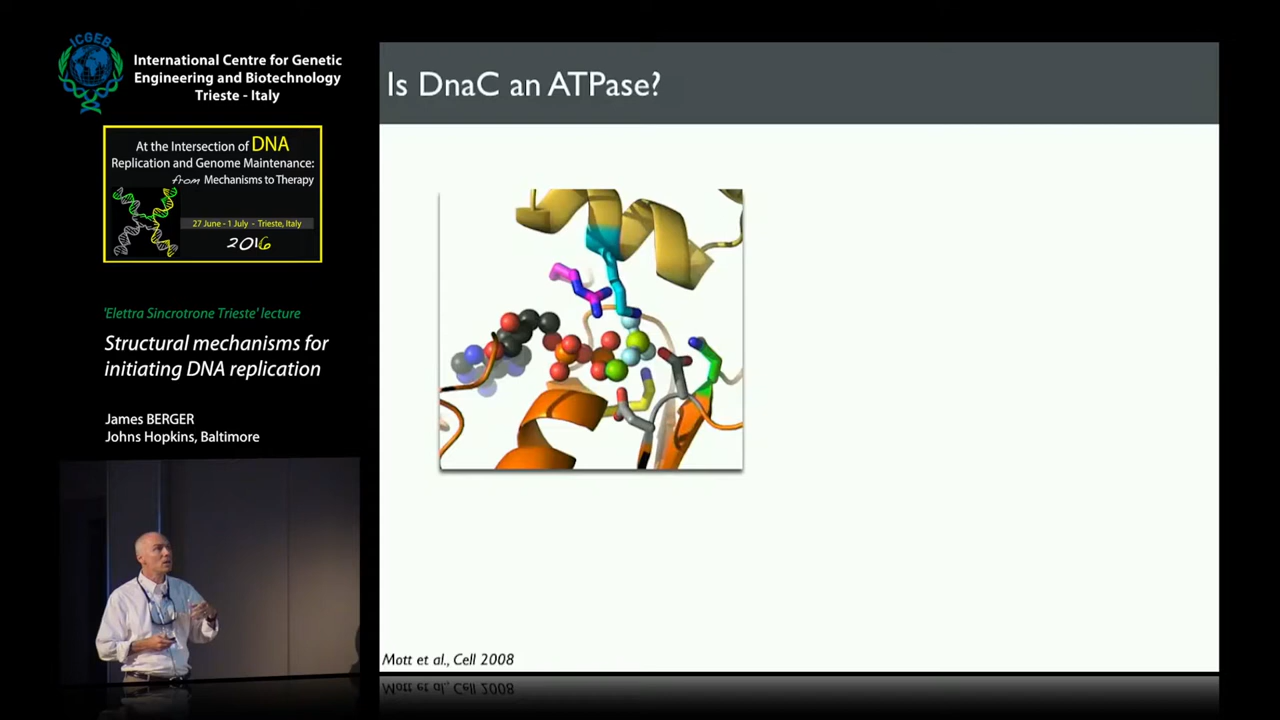 ICGEB
International Centre for Genetic
Engineering and Biotechnology
Trieste - Italy
At the Intersection of DNA
Replication and Genome Maintenance:
from Mechanisms to Therapy
27 June - 1 July - Trieste, Italy
2016
'Elettra Sincrotrone Trieste' lecture
Structural mechanisms for
initiating DNA replication
James BERGER
Johns Hopkins, Baltimore
Is DnaC an ATPase?
Mott et al., Cell 2008